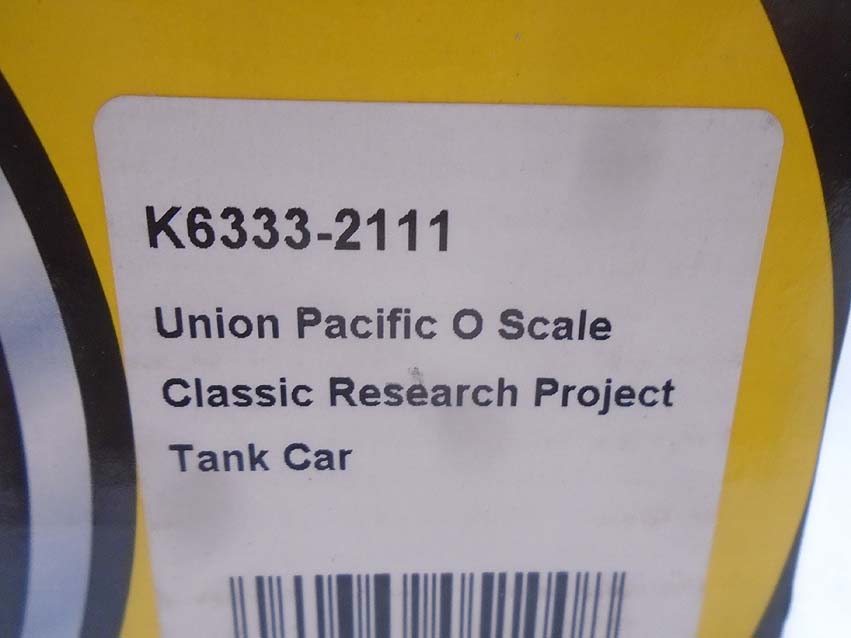 K6333-2111
Union Pacific O Scale
Classic Research Project
Tank Car